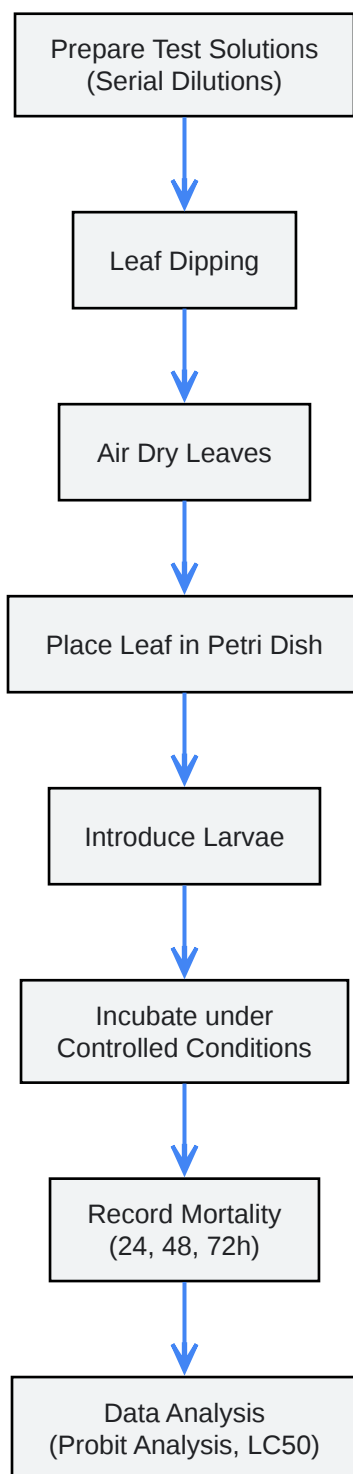 Prepare Test Solutions
(Serial Dilutions)
Leaf Dipping
Air Dry Leaves
Place Leaf in Petri Dish
Introduce Larvae
Incubate under
Controlled Conditions
Record Mortality
(24, 48, 72h)
Data Analysis
(Probit Analysis, LC50)